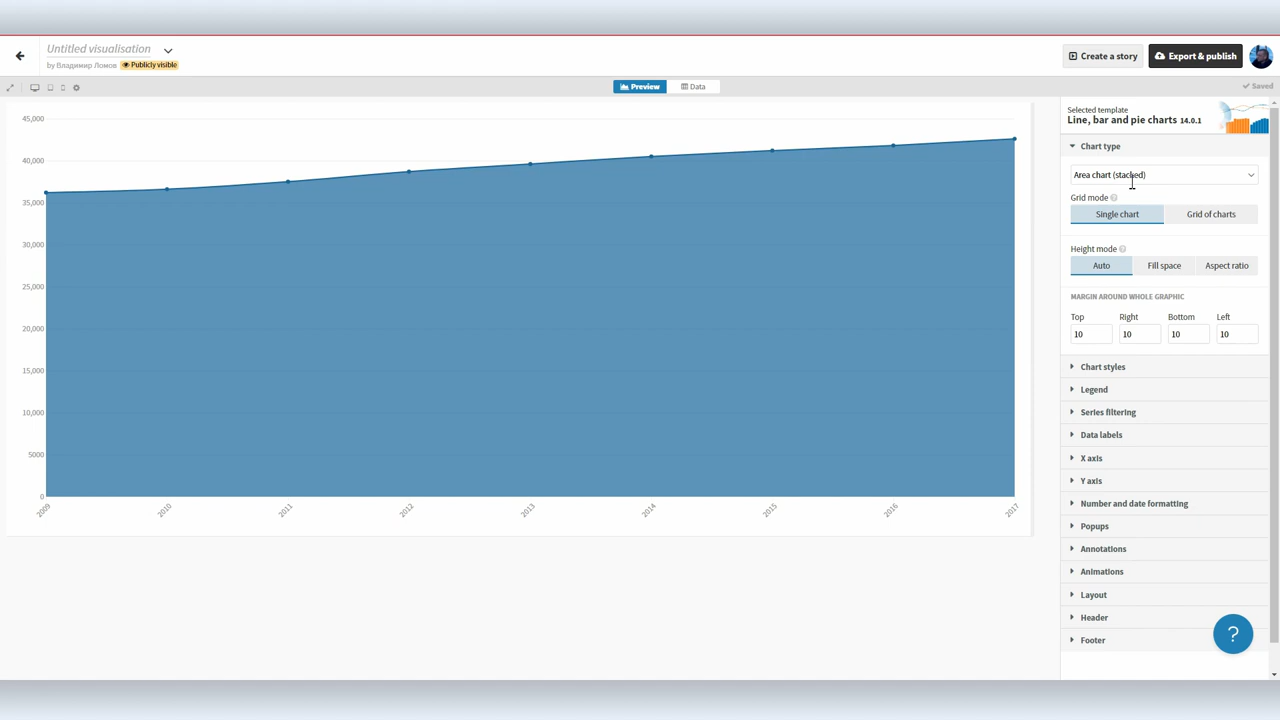 Untitled visualisation
by Владимир Ломов Publicly visible
Create a story
Export & publish
Preview
Data
Saved
45,000
40,000
35,000
30,000
25,000
20,000
15,000
10,000
5000
0
2009
2010
2011
2012
2013
2014
2015
2016
2017
Selected template
Line, bar and pie charts 14.0.1
Chart type
Area chart (stacked)
Grid mode ?
Single chart
Grid of charts
Height mode ?
Auto
Fill space
Aspect ratio
MARGIN AROUND WHOLE GRAPHIC
Top Right Bottom Left
10 10 10 10
Chart styles
Legend
Series filtering
Data labels
X axis
Y axis
Number and date formatting
Popups
Annotations
Animations
Layout
Header
Footer
?